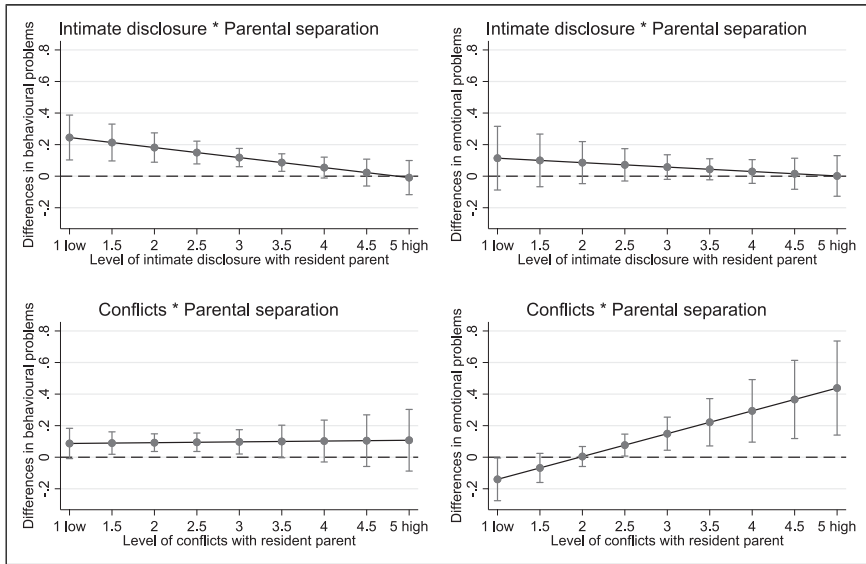 Intimate disclosure * Parental separation
Differences in behavioural problems
.8
.6
.4
.2
0
-.2
1 low 1.5 2 2.5 3 3.5 4 4.5 5 high
Level of intimate disclosure with resident parent
Intimate disclosure * Parental separation
Differences in emotional problems
.8
.6
.4
.2
0
-.2
1 low 1.5 2 2.5 3 3.5 4 4.5 5 high
Level of intimate disclosure with resident parent
Conflicts * Parental separation
Differences in behavioural problems
.8
.6
.4
.2
0
-.2
1 low 1.5 2 2.5 3 3.5 4 4.5 5 high
Level of conflicts with resident parent
Conflicts * Parental separation
Differences in emotional problems
.8
.6
.4
.2
0
-.2
1 low 1.5 2 2.5 3 3.5 4 4.5 5 high
Level of conflicts with resident parent